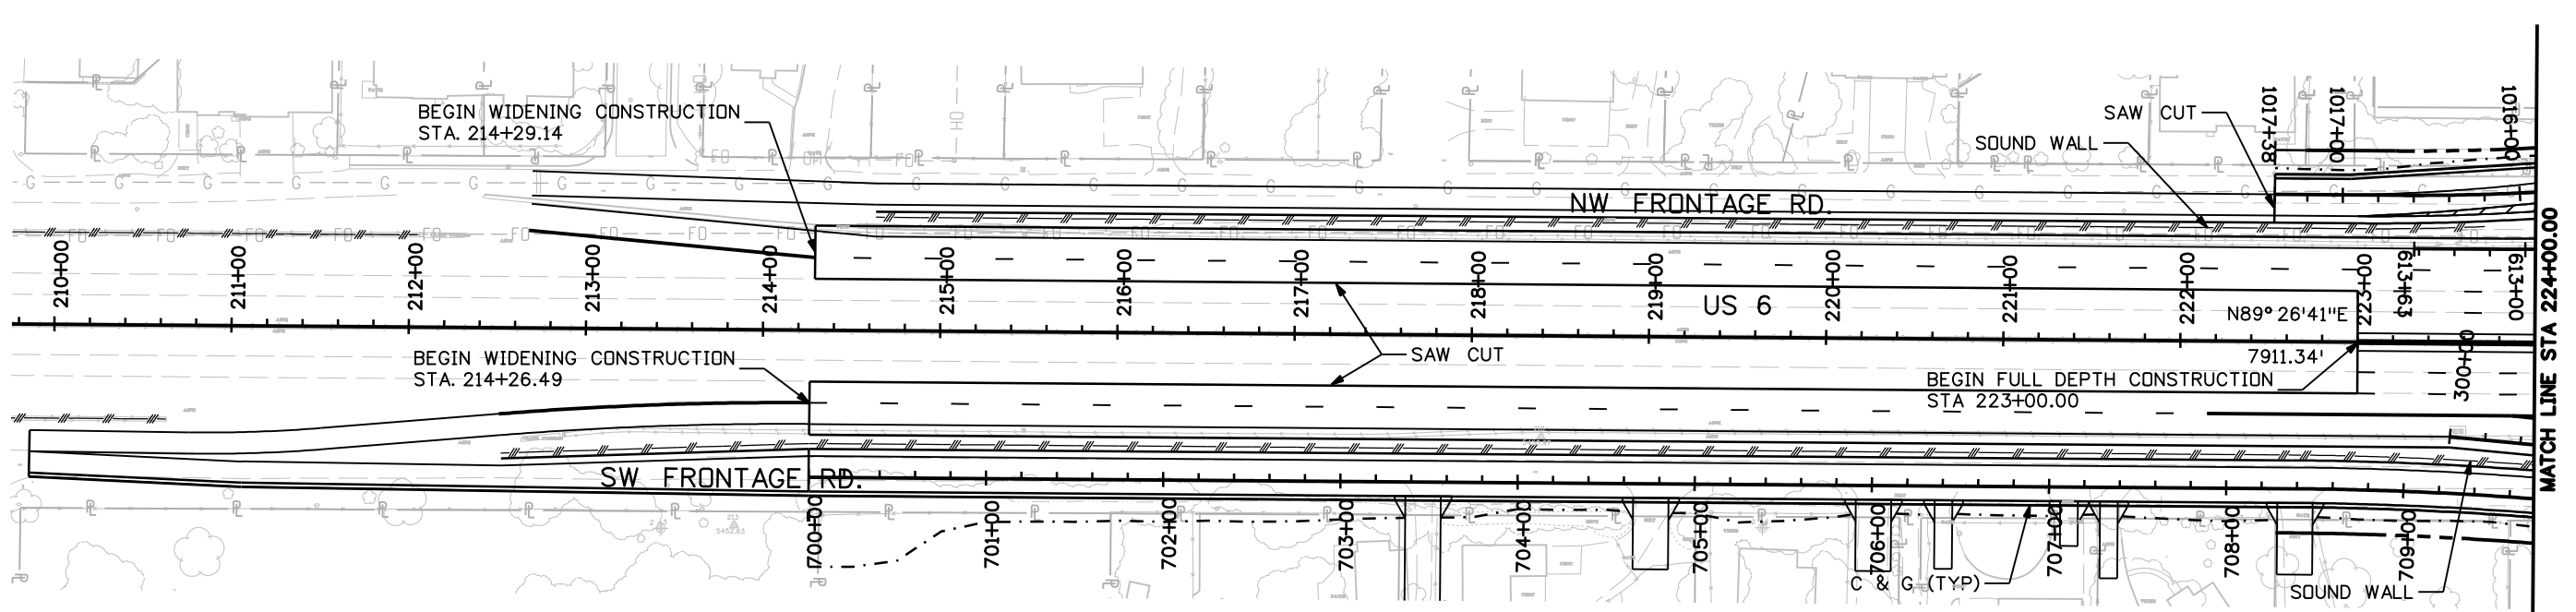 BEGIN WIDENING CONSTRUCTION
STA. 214+29.14
SAW CUT
SOUND WALL
1017+38
1017+00
1016+00
NW FRONTAGE RD.
210+00
211+00
212+00
213+00
214+00
215+00
216+00
217+00
218+00
219+00
220+00
221+00
222+00
223+00
613+63
613+00
US 6
N89° 26'41"E
7911.34'
SAW CUT
BEGIN WIDENING CONSTRUCTION
STA. 214+26.49
BEGIN FULL DEPTH CONSTRUCTION
STA 223+00.00
300+00
MATCH LINE STA 224+00.00
SW FRONTAGE RD.
700+00
701+00
702+00
703+00
704+00
705+00
706+00
707+00
708+00
709+00
C & G (TYP)
SOUND WALL